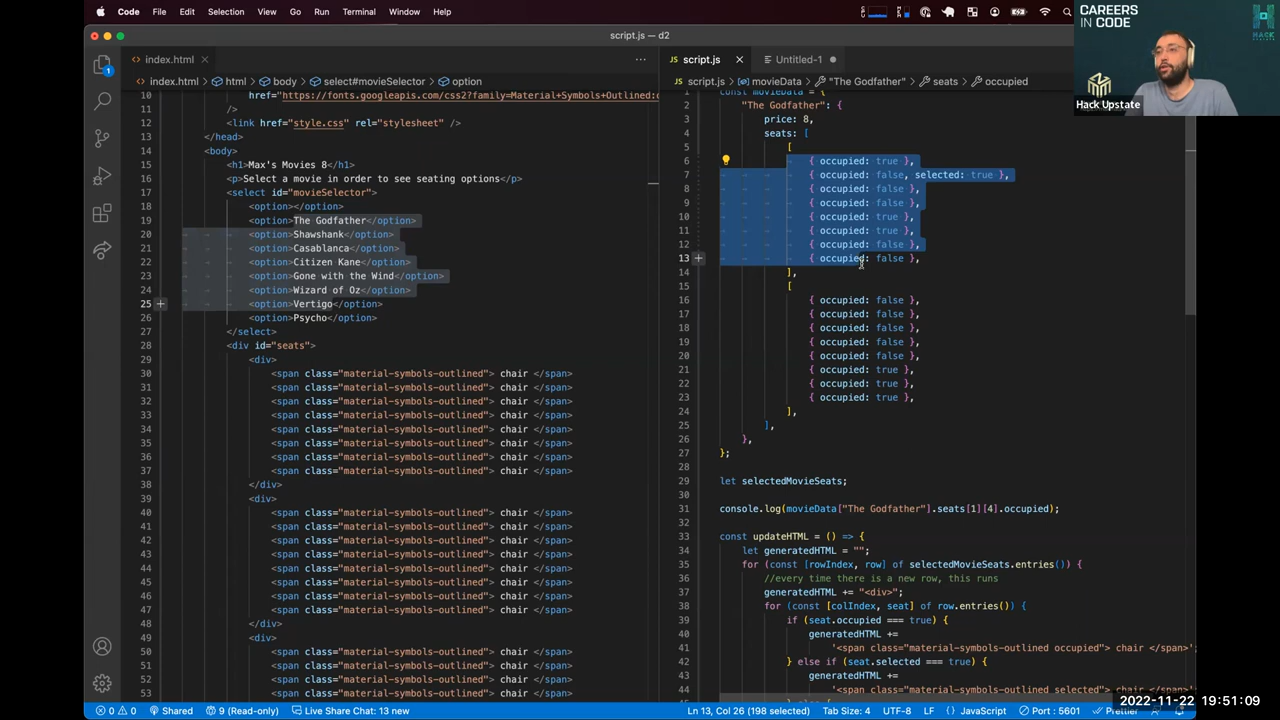 Code File Edit Selection View Go Run Terminal Window Help
CAREERS
IN CODE
HACK
Hack Upstate
script.js — d2
index.html
script.js
Untitled-1
index.html > html > body > select#movieSelector > option
script.js > movieData > "The Godfather" > seats > occupied
10 href="https://fonts.googleapis.com/css2?family=Material+Symbols+Outlined:o
11 />
12 <link href="style.css" rel="stylesheet" />
13 </head>
14 <body>
15 <h1>Max's Movies 8</h1>
16 <p>Select a movie in order to see seating options</p>
17 <select id="movieSelector">
18 <option></option>
19 <option>The Godfather</option>
20 <option>Shawshank</option>
21 <option>Casablanca</option>
22 <option>Citizen Kane</option>
23 <option>Gone with the Wind</option>
24 <option>Wizard of Oz</option>
25 <option>Vertigo</option>
26 <option>Psycho</option>
27 </select>
28 <div id="seats">
29 <div>
30 <span class="material-symbols-outlined"> chair </span>
31 <span class="material-symbols-outlined"> chair </span>
32 <span class="material-symbols-outlined"> chair </span>
33 <span class="material-symbols-outlined"> chair </span>
34 <span class="material-symbols-outlined"> chair </span>
35 <span class="material-symbols-outlined"> chair </span>
36 <span class="material-symbols-outlined"> chair </span>
37 <span class="material-symbols-outlined"> chair </span>
38 </div>
39 <div>
40 <span class="material-symbols-outlined"> chair </span>
41 <span class="material-symbols-outlined"> chair </span>
42 <span class="material-symbols-outlined"> chair </span>
43 <span class="material-symbols-outlined"> chair </span>
44 <span class="material-symbols-outlined"> chair </span>
45 <span class="material-symbols-outlined"> chair </span>
46 <span class="material-symbols-outlined"> chair </span>
47 <span class="material-symbols-outlined"> chair </span>
48 </div>
49 <div>
50 <span class="material-symbols-outlined"> chair </span>
51 <span class="material-symbols-outlined"> chair </span>
52 <span class="material-symbols-outlined"> chair </span>
53 <span class="material-symbols-outlined"> chair </span>
1 const movieData = {
2 "The Godfather": {
3 price: 8,
4 seats: [
5 [
6 { occupied: true },
7 { occupied: false, selected: true },
8 { occupied: false },
9 { occupied: false },
10 { occupied: true },
11 { occupied: true },
12 { occupied: false },
13 { occupied: false },
14 ],
15 [
16 { occupied: false },
17 { occupied: false },
18 { occupied: false },
19 { occupied: false },
20 { occupied: false },
21 { occupied: true },
22 { occupied: true },
23 { occupied: true },
24 ],
25 ],
26 },
27 };
28
29 let selectedMovieSeats;
30
31 console.log(movieData["The Godfather"].seats[1][4].occupied);
32
33 const updateHTML = () => {
34 let generatedHTML = "";
35 for (const [rowIndex, row] of selectedMovieSeats.entries()) {
36 //every time there is a new row, this runs
37 generatedHTML += "<div>";
38 for (const [colIndex, seat] of row.entries()) {
39 if (seat.occupied === true) {
40 generatedHTML +=
41 '<span class="material-symbols-outlined occupied"> chair </span>';
42 } else if (seat.selected === true) {
43 generatedHTML +=
44 '<span class="material-symbols-outlined selected"> chair </span>'
0 0 Shared 9 (Read-only) Live Share Chat: 13 new
Ln 13, Col 26 (198 selected) Tab Size: 4 UTF-8 LF JavaScript Port : 5601 Prettier
2022-11-22 19:51:09